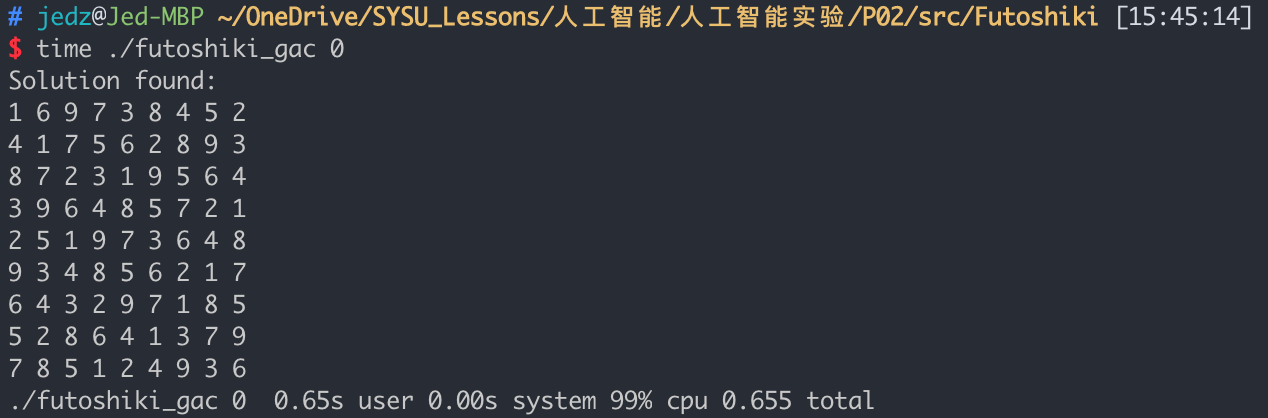 # jedz@Jed-MBP ~/OneDrive/SYSU_Lessons/人工智能/人工智能实验/P02/src/Futoshiki [15:45:14]
$ time ./futoshiki_gac 0
Solution found:
1 6 9 7 3 8 4 5 2
4 1 7 5 6 2 8 9 3
8 7 2 3 1 9 5 6 4
3 9 6 4 8 5 7 2 1
2 5 1 9 7 3 6 4 8
9 3 4 8 5 6 2 1 7
6 4 3 2 9 7 1 8 5
5 2 8 6 4 1 3 7 9
7 8 5 1 2 4 9 3 6
./futoshiki_gac 0  0.65s user 0.00s system 99% cpu 0.655 total